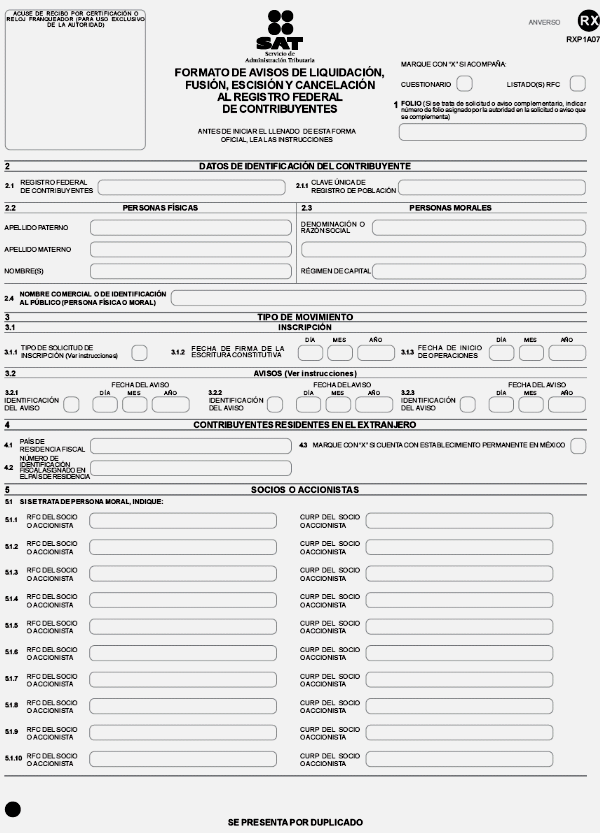 ACUSE DE RECIBO POR CERTIFICACIÓN O
RELOJ FRANQUEADOR (PARA USO EXCLUSIVO
DE LA AUTORIDAD)
SAT
Servicio de
Administración Tributaria
ANVERSO
RX
RXP1A07
FORMATO DE AVISOS DE LIQUIDACIÓN,
FUSIÓN, ESCISIÓN Y CANCELACIÓN
AL REGISTRO FEDERAL
DE CONTRIBUYENTES
ANTES DE INICIAR EL LLENADO DE ESTA FORMA
OFICIAL, LEA LAS INSTRUCCIONES
MARQUE CON "X" SI ACOMPAÑA:
CUESTIONARIO LISTADO(S) RFC
1 FOLIO (Si se trata de solicitud o aviso complementario, indicar
número de folio asignado por la autoridad en la solicitud o aviso que
se complementa)
2 DATOS DE IDENTIFICACIÓN DEL CONTRIBUYENTE
2.1 REGISTRO FEDERAL
DE CONTRIBUYENTES
2.1.1 CLAVE ÚNICA DE
REGISTRO DE POBLACIÓN
2.2 PERSONAS FÍSICAS
2.3 PERSONAS MORALES
APELLIDO PATERNO
DENOMINACIÓN O
RAZÓN SOCIAL
APELLIDO MATERNO
NOMBRE(S)
RÉGIMEN DE CAPITAL
2.4 NOMBRE COMERCIAL O DE IDENTIFICACIÓN
AL PÚBLICO (PERSONA FÍSICA O MORAL)
3 TIPO DE MOVIMIENTO
3.1 INSCRIPCIÓN
3.1.1 TIPO DE SOLICITUD DE
INSCRIPCIÓN (Ver instrucciones)
3.1.2 FECHA DE FIRMA DE LA
ESCRITURA CONSTITUTIVA
DÍA MES AÑO
3.1.3 FECHA DE INICIO
DE OPERACIONES
DÍA MES AÑO
3.2 AVISOS (Ver instrucciones)
3.2.1
IDENTIFICACIÓN
DEL AVISO
FECHA DEL AVISO
DÍA MES AÑO
3.2.2
IDENTIFICACIÓN
DEL AVISO
FECHA DEL AVISO
DÍA MES AÑO
3.2.3
IDENTIFICACIÓN
DEL AVISO
FECHA DEL AVISO
DÍA MES AÑO
4 CONTRIBUYENTES RESIDENTES EN EL EXTRANJERO
4.1 PAÍS DE
RESIDENCIA FISCAL
4.3 MARQUE CON "X" SI CUENTA CON ESTABLECIMIENTO PERMANENTE EN MÉXICO
4.2 NÚMERO DE
IDENTIFICACIÓN
FISCAL ASIGNADO EN
EL PAÍS DE RESIDENCIA
5 SOCIOS O ACCIONISTAS
5.1 SI SE TRATA DE PERSONA MORAL, INDIQUE:
5.1.1 RFC DEL SOCIO
O ACCIONISTA
CURP DEL SOCIO
O ACCIONISTA
5.1.2 RFC DEL SOCIO
O ACCIONISTA
CURP DEL SOCIO
O ACCIONISTA
5.1.3 RFC DEL SOCIO
O ACCIONISTA
CURP DEL SOCIO
O ACCIONISTA
5.1.4 RFC DEL SOCIO
O ACCIONISTA
CURP DEL SOCIO
O ACCIONISTA
5.1.5 RFC DEL SOCIO
O ACCIONISTA
CURP DEL SOCIO
O ACCIONISTA
5.1.6 RFC DEL SOCIO
O ACCIONISTA
CURP DEL SOCIO
O ACCIONISTA
5.1.7 RFC DEL SOCIO
O ACCIONISTA
CURP DEL SOCIO
O ACCIONISTA
5.1.8 RFC DEL SOCIO
O ACCIONISTA
CURP DEL SOCIO
O ACCIONISTA
5.1.9 RFC DEL SOCIO
O ACCIONISTA
CURP DEL SOCIO
O ACCIONISTA
5.1.10 RFC DEL SOCIO
O ACCIONISTA
CURP DEL SOCIO
O ACCIONISTA
SE PRESENTA POR DUPLICADO